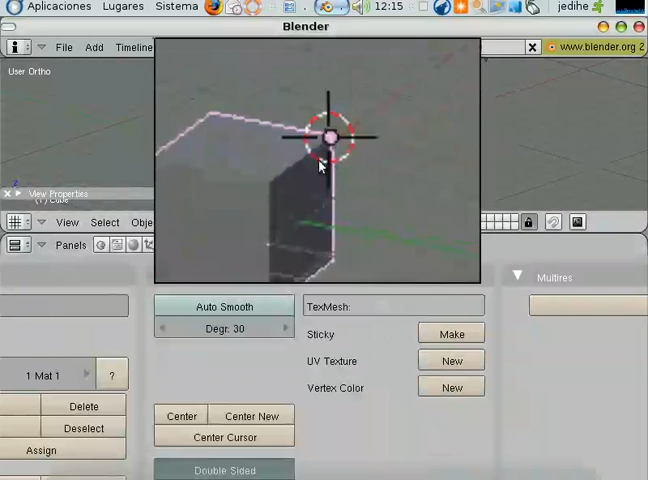 Aplicaciones Lugares Sistema 12:15 jedihe
Blender
File Add Timeline www.blender.org 2
User Ortho
View Properties
(1) Cube
View Select Obje
Panels
Multires
Auto Smooth TexMesh:
Degr: 30 Sticky Make
UV Texture New
1 Mat 1 ? Vertex Color New
Delete Center Center New
Deselect Center Cursor
Assign
Double Sided